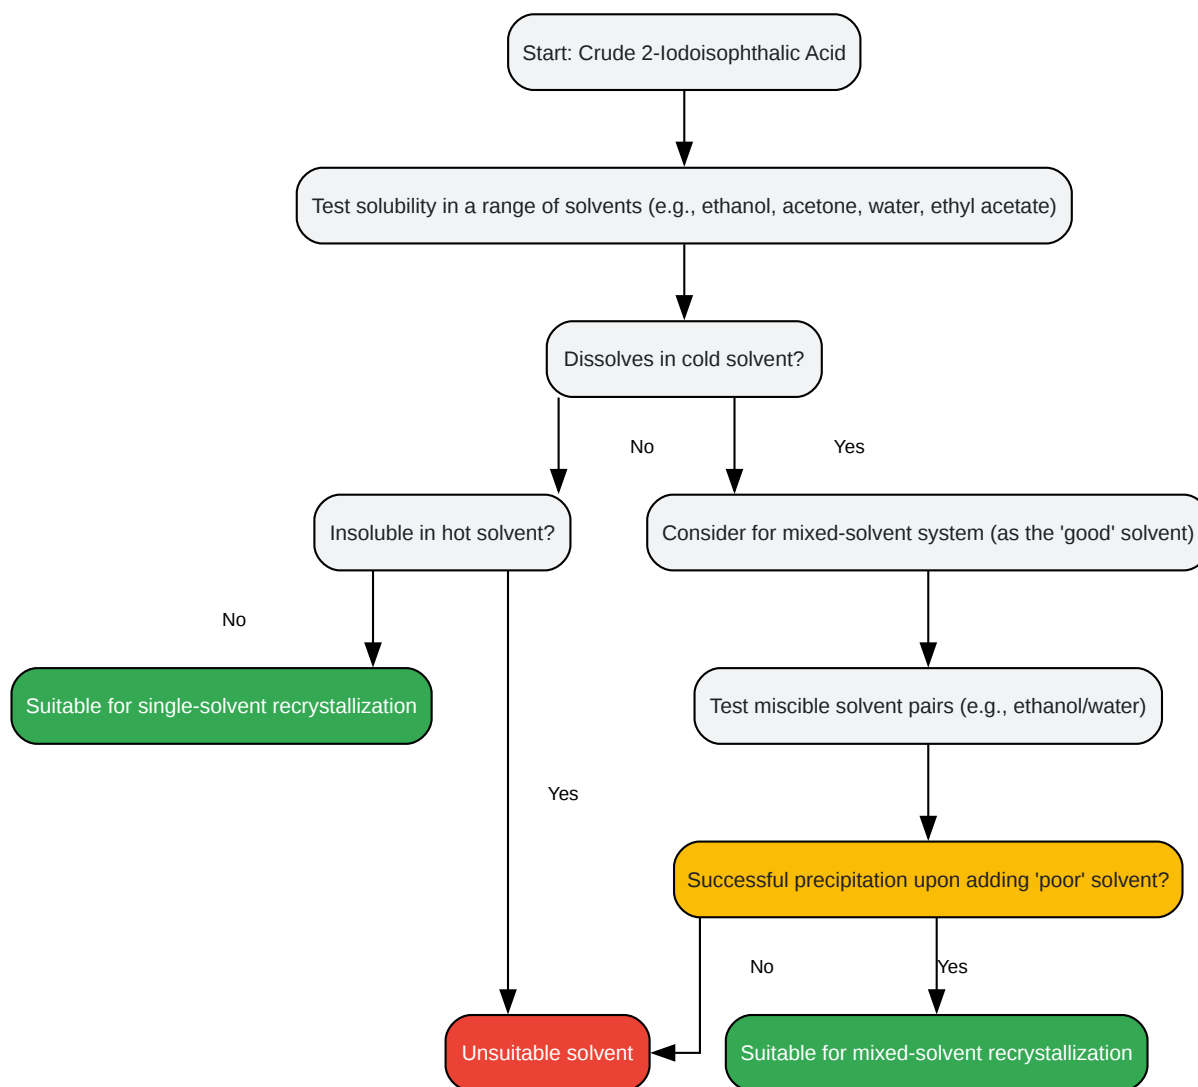 Start: Crude 2-Iodoisophthalic Acid
Test solubility in a range of solvents (e.g., ethanol, acetone, water, ethyl acetate)
Dissolves in cold solvent?
No
Yes
Insoluble in hot solvent?
Consider for mixed-solvent system (as the 'good' solvent)
No
Suitable for single-solvent recrystallization
Test miscible solvent pairs (e.g., ethanol/water)
Yes
Successful precipitation upon adding 'poor' solvent?
No
Yes
Unsuitable solvent
Suitable for mixed-solvent recrystallization